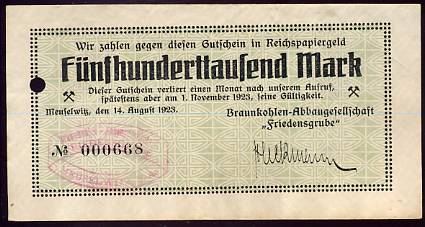 Wir zahlen gegen diesen Gutschein in Reichspapiergeld
Fünfhunderttausend Mark
Dieser Gutschein verliert einen Monat nach unserem Aufruf,
spätestens aber am 1. November 1923, seine Gültigkeit.
Meuselwitz, den 14. August 1923.
Braunkohlen-Abbaugesellschaft
„Friedensgrube"
№ 000668